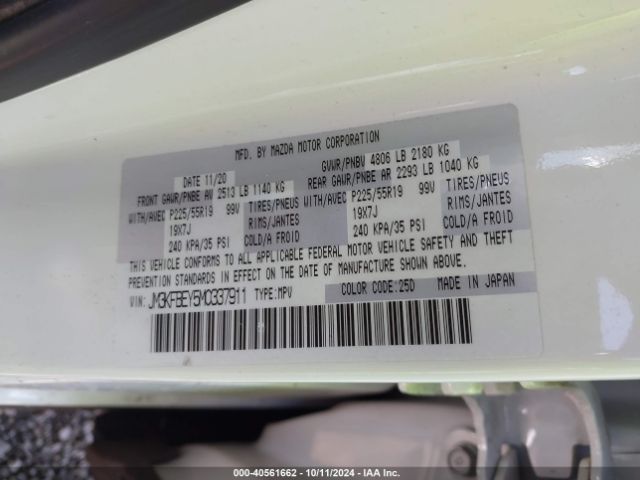 MFD. BY MAZDA MOTOR CORPORATION
DATE 11/20 GVWR/PNBV 4806 LB 2180 KG
FRONT GAWR/PNBE AV 2513 LB 1140 KG REAR GAWR/PNBE AR 2293 LB 1040 KG
WITH/AVEC P225/55R19 99V TIRES/PNEUS WITH/AVEC P225/55R19 99V TIRES/PNEUS
19X7J RIMS/JANTES 19X7J RIMS/JANTES
240 KPA/35 PSI COLD/A FROID 240 KPA/35 PSI COLD/A FROID
THIS VEHICLE CONFORMS TO ALL APPLICABLE FEDERAL MOTOR VEHICLE SAFETY AND THEFT
PREVENTION STANDARDS IN EFFECT ON THE DATE OF MANUFACTURE SHOWN ABOVE.
VIN: JM3KFBEY5M0337911 TYPE:MPV COLOR CODE:25D MADE IN JAPAN
000-40561662 - 10/11/2024 - IAA Inc.